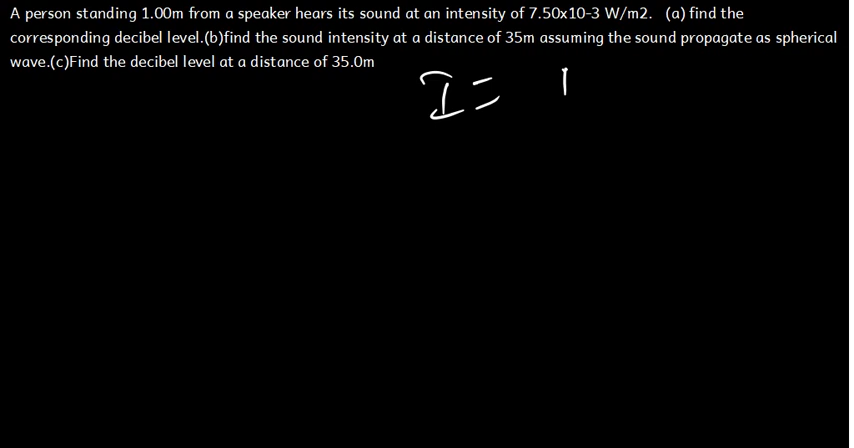 A person standing 1.00m from a speaker hears its sound at an intensity of 7.50x10-3 W/m2. (a) find the
corresponding decibel level.(b)find the sound intensity at a distance of 35m assuming the sound propagate as spherical
wave.(c)Find the decibel level at a distance of 35.0m
I =